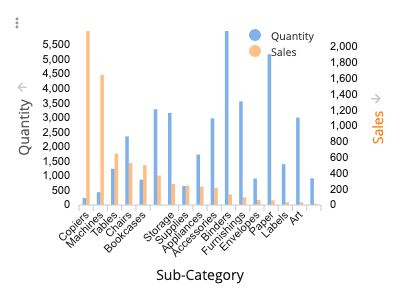 Quantity
Sales
5,500
5,000
4,500
4,000
3,500
3,000
2,500
2,000
1,500
1,000
500
0
Quantity
2,000
1,800
1,600
1,400
1,200
1,000
800
600
400
200
0
Sales
Copiers
Machines
Tables
Chairs
Bookcases
Storage
Supplies
Appliances
Accessories
Binders
Furnishings
Envelopes
Paper
Labels
Art
Sub-Category